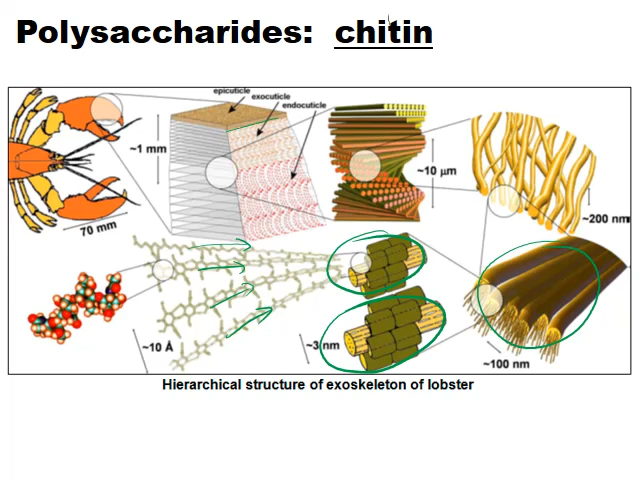 Polysaccharides: chitin
epicuticle
exocuticle
endocuticle
~1 mm
70 mm
~10 μm
~200 nm
~10 Å
~3 nm
~100 nm
Hierarchical structure of exoskeleton of lobster